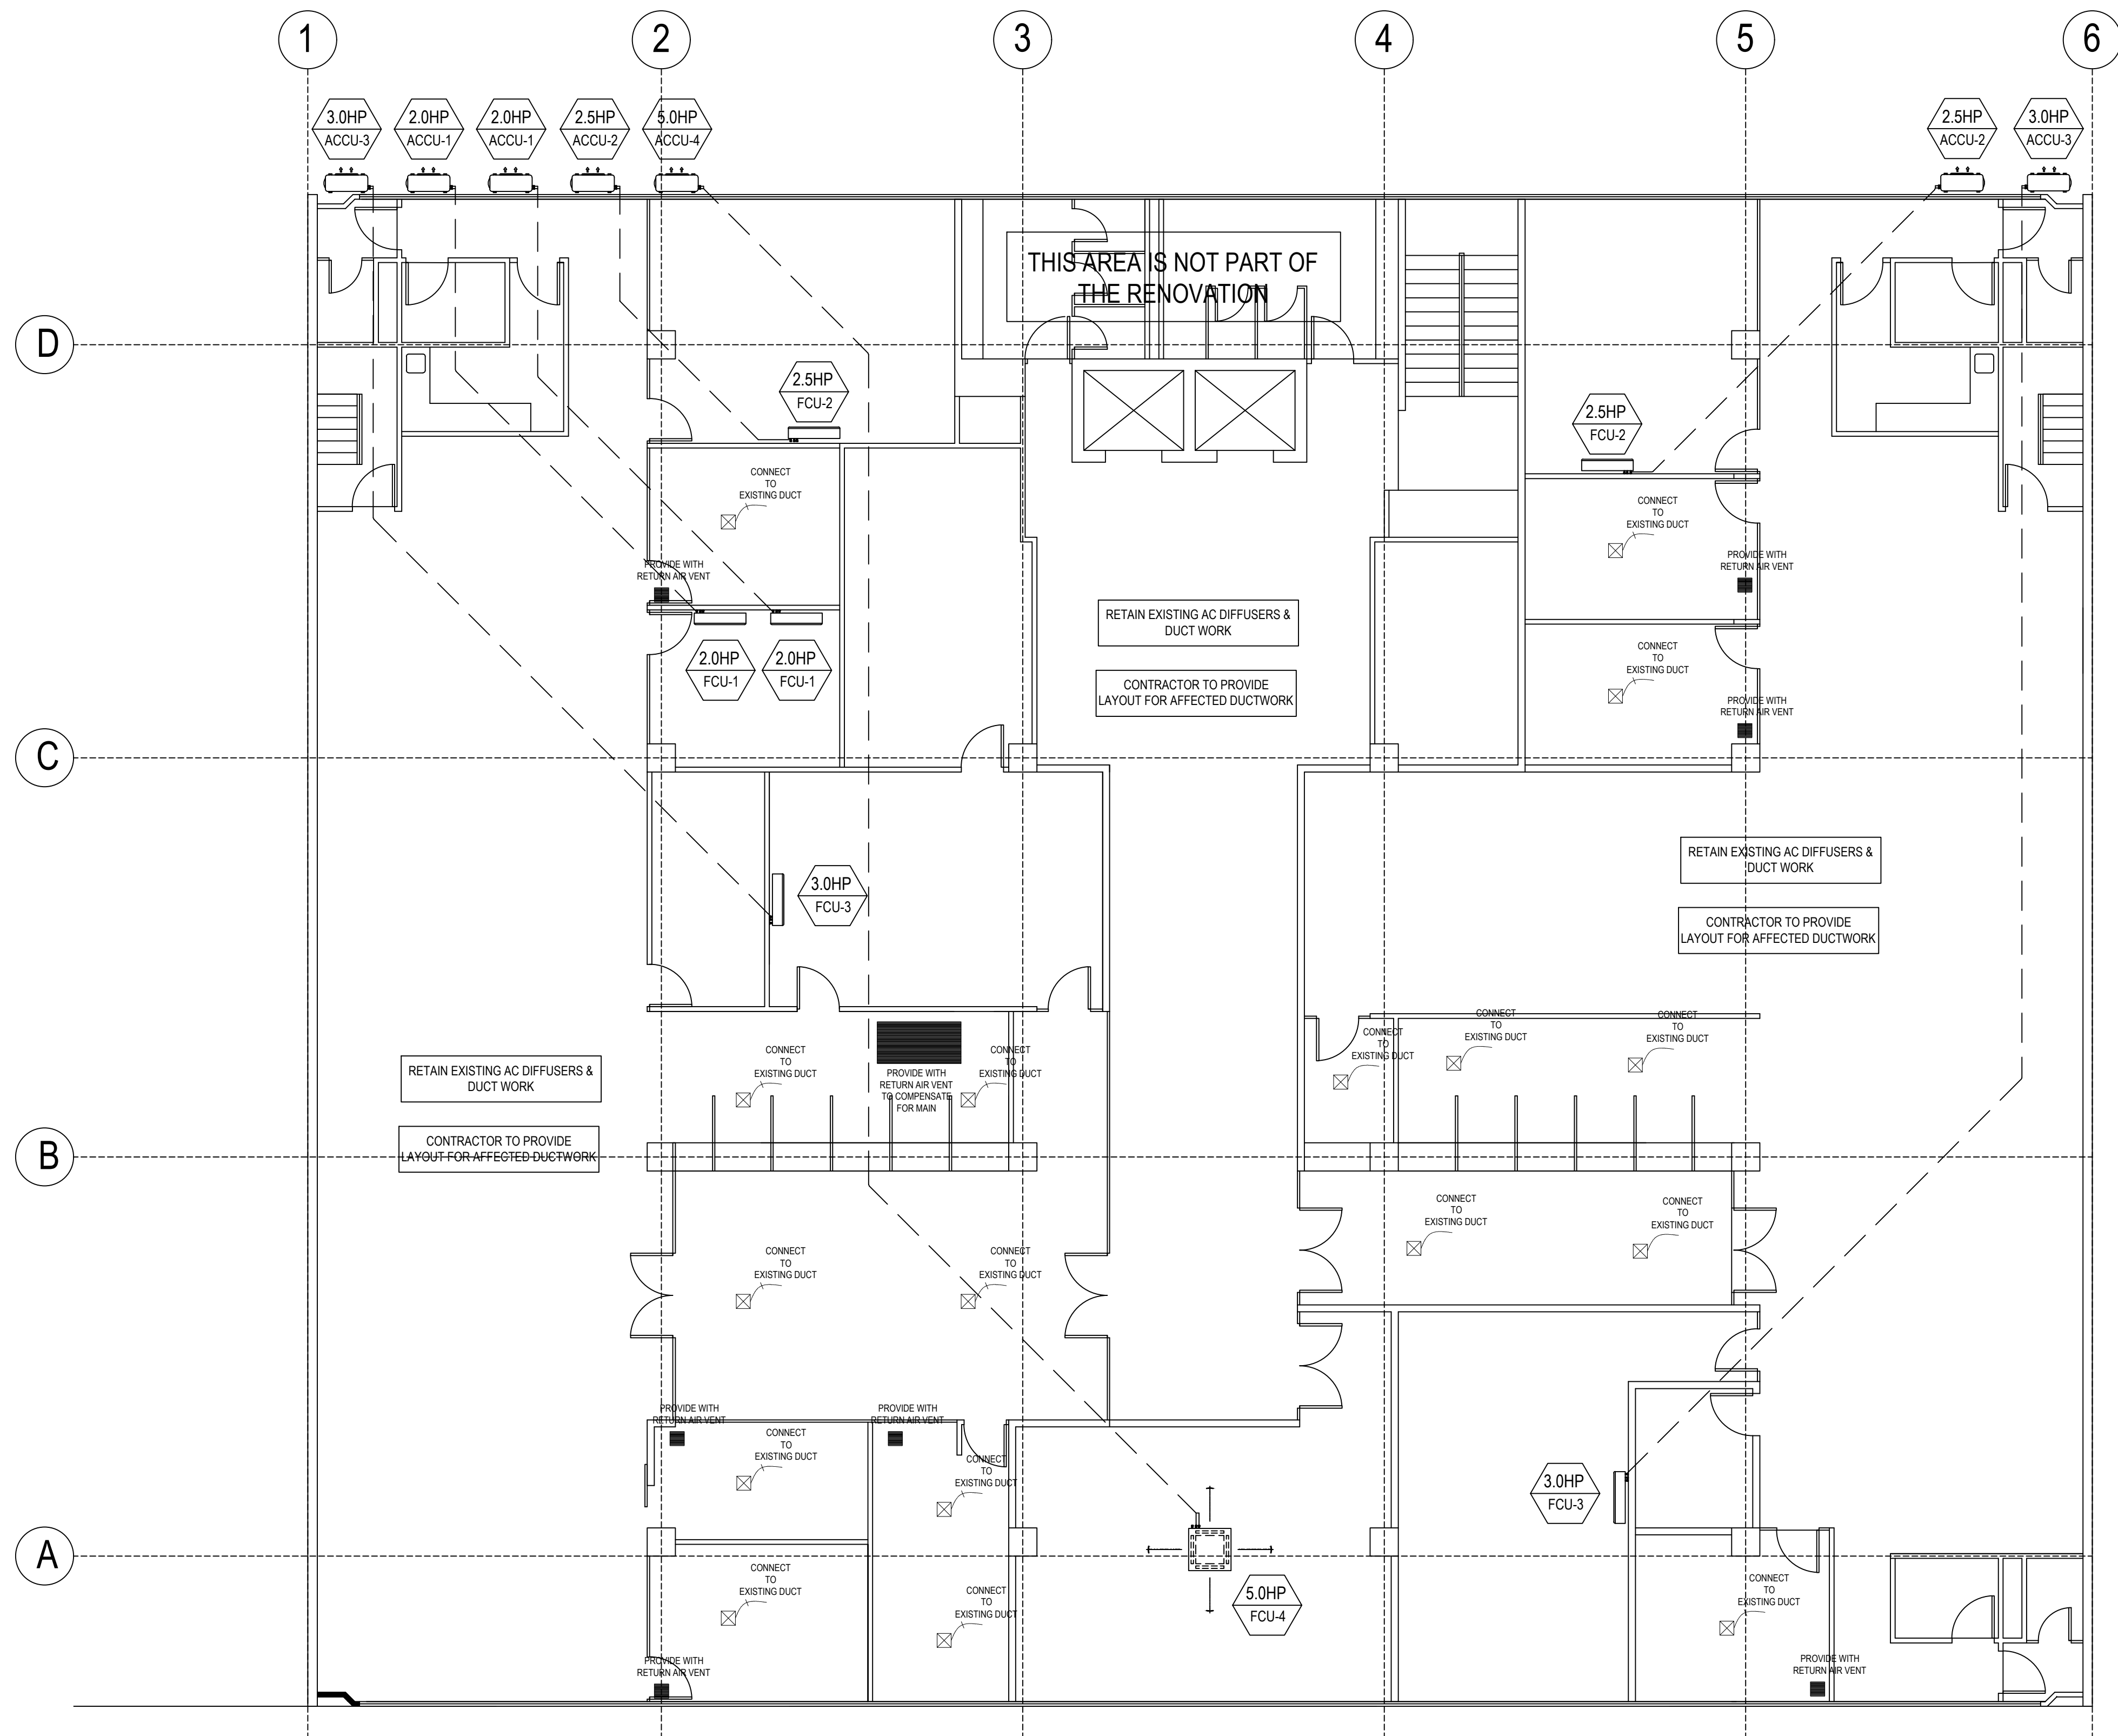 1
2
3
4
5
6
3.0HP
ACCU-3
2.0HP
ACCU-1
2.0HP
ACCU-1
2.5HP
ACCU-2
5.0HP
ACCU-4
2.5HP
ACCU-2
3.0HP
ACCU-3
THIS AREA IS NOT PART OF
THE RENOVATION
D
2.5HP
FCU-2
2.5HP
FCU-2
CONNECT
TO
EXISTING DUCT
CONNECT
TO
EXISTING DUCT
PROVIDE WITH
RETURN AIR VENT
PROVIDE WITH
RETURN AIR VENT
RETAIN EXISTING AC DIFFUSERS &
DUCT WORK
2.0HP
FCU-1
2.0HP
FCU-1
CONTRACTOR TO PROVIDE
LAYOUT FOR AFFECTED DUCTWORK
CONNECT
TO
EXISTING DUCT
PROVIDE WITH
RETURN AIR VENT
C
3.0HP
FCU-3
RETAIN EXISTING AC DIFFUSERS &
DUCT WORK
CONTRACTOR TO PROVIDE
LAYOUT FOR AFFECTED DUCTWORK
RETAIN EXISTING AC DIFFUSERS &
DUCT WORK
CONNECT
TO
EXISTING DUCT
PROVIDE WITH
RETURN AIR VENT
TO COMPENSATE
FOR MAIN
CONNECT
TO
EXISTING DUCT
CONNECT
TO
EXISTING DUCT
CONNECT
TO
EXISTING DUCT
CONNECT
TO
EXISTING DUCT
CONTRACTOR TO PROVIDE
LAYOUT FOR AFFECTED DUCTWORK
B
CONNECT
TO
EXISTING DUCT
CONNECT
TO
EXISTING DUCT
CONNECT
TO
EXISTING DUCT
CONNECT
TO
EXISTING DUCT
PROVIDE WITH
RETURN AIR VENT
PROVIDE WITH
RETURN AIR VENT
CONNECT
TO
EXISTING DUCT
CONNECT
TO
EXISTING DUCT
3.0HP
FCU-3
A
CONNECT
TO
EXISTING DUCT
CONNECT
TO
EXISTING DUCT
5.0HP
FCU-4
CONNECT
TO
EXISTING DUCT
PROVIDE WITH
RETURN AIR VENT
PROVIDE WITH
RETURN AIR VENT